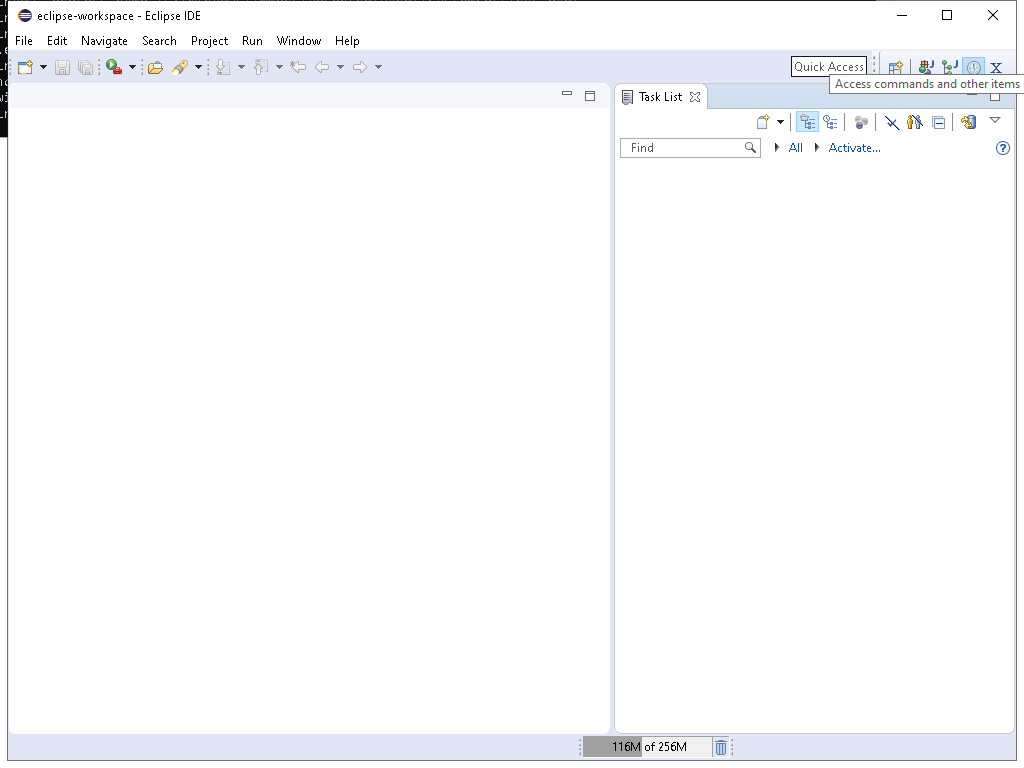 eclipse-workspace - Eclipse IDE
File Edit Navigate Search Project Run Window Help
Quick Access
Access commands and other items
Task List
Find All Activate...
116M of 256M